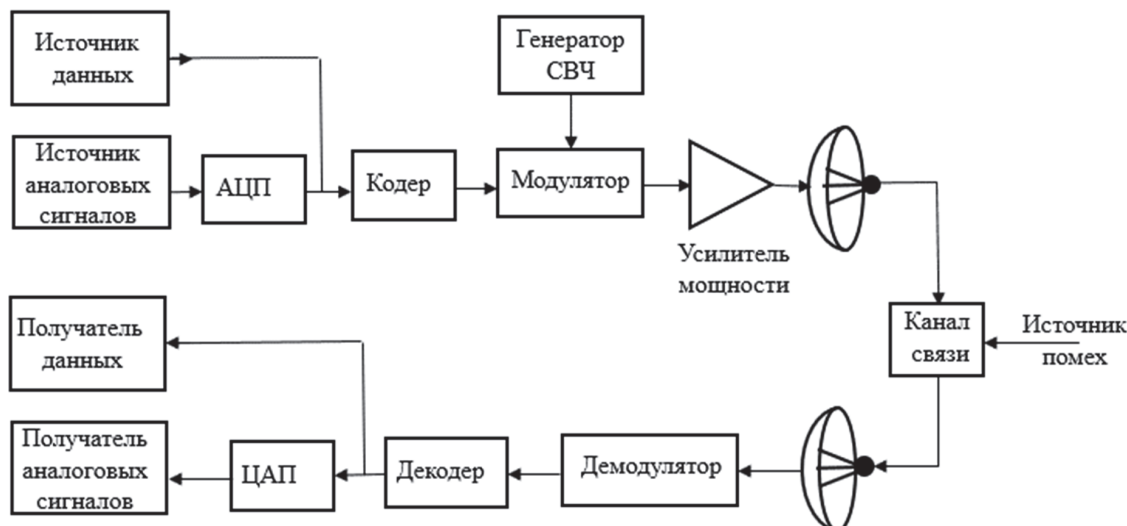 Источник
данных
Генератор
СВЧ
Источник
аналоговых
сигналов
АЦП
Кодер
Модулятор
Усилитель
мощности
Канал
связи
Источник
помех
Получатель
данных
Получатель
аналоговых
сигналов
ЦАП
Декодер
Демодулятор